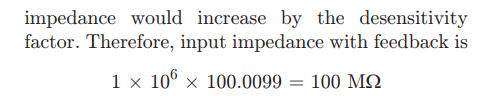 impedance would increase by the desensitivity
factor. Therefore, input impedance with feedback is
1 × 10⁶ × 100.0099 = 100 MΩ